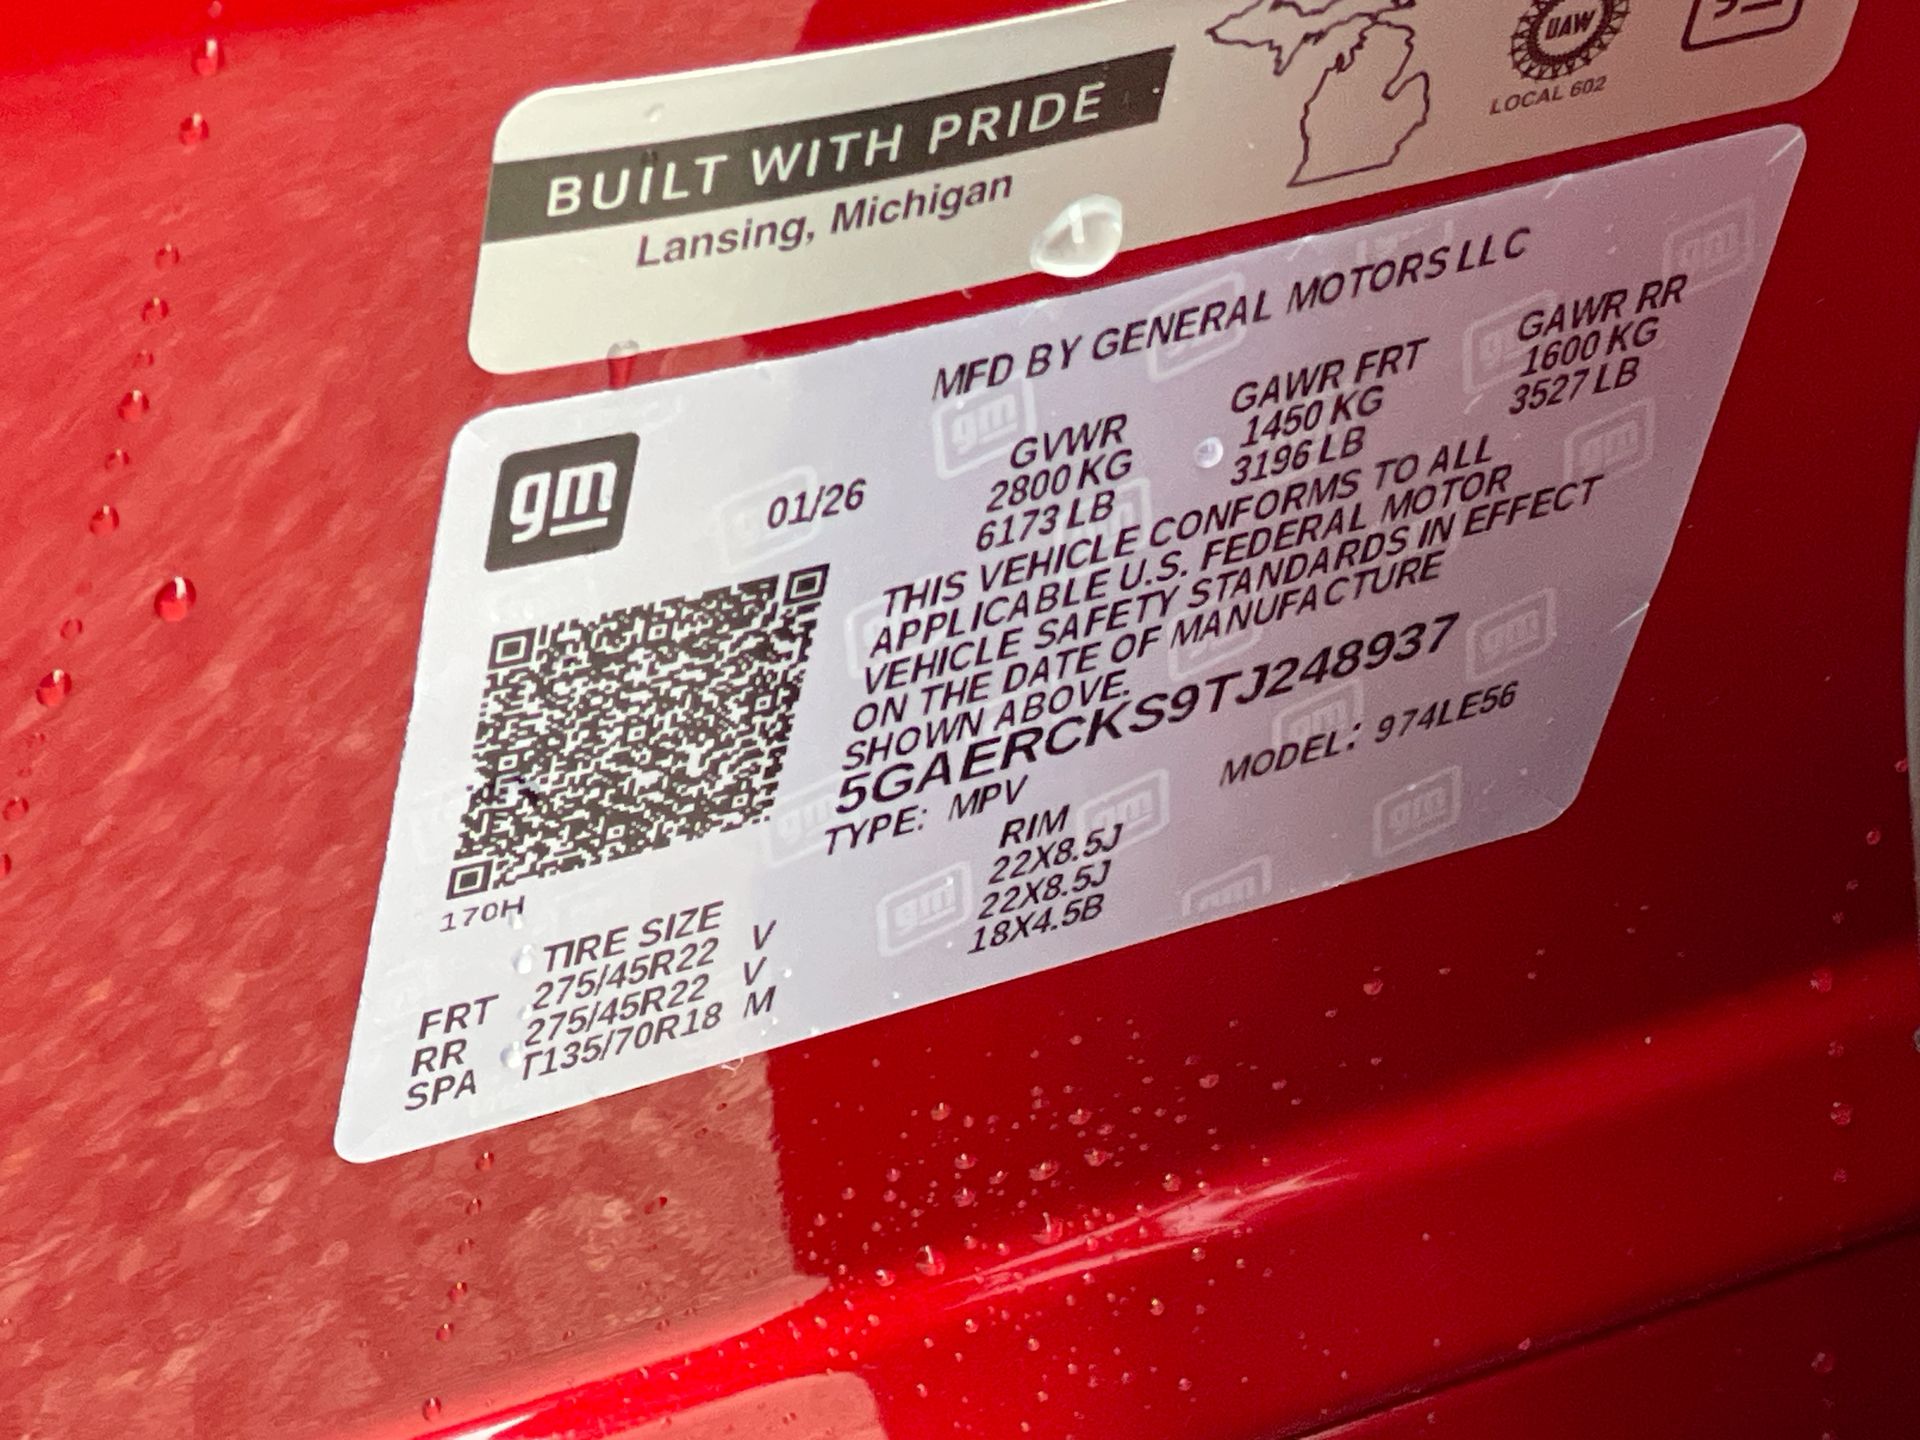 BUILT WITH PRIDE
Lansing, Michigan
UAW
LOCAL 602
MFD BY GENERAL MOTORS LLC
gm
01/26
GVWR
2800 KG
6173 LB
GAWR FRT
1450 KG
3196 LB
GAWR RR
1600 KG
3527 LB
THIS VEHICLE CONFORMS TO ALL
APPLICABLE U.S. FEDERAL MOTOR
VEHICLE SAFETY STANDARDS IN EFFECT
ON THE DATE OF MANUFACTURE
SHOWN ABOVE.
5GAERCKS9TJ248937
TYPE: MPV
MODEL: 974LE56
170H
TIRE SIZE
RIM
FRT 275/45R22 V 22X8.5J
RR 275/45R22 V 22X8.5J
SPA T135/70R18 M 18X4.5B